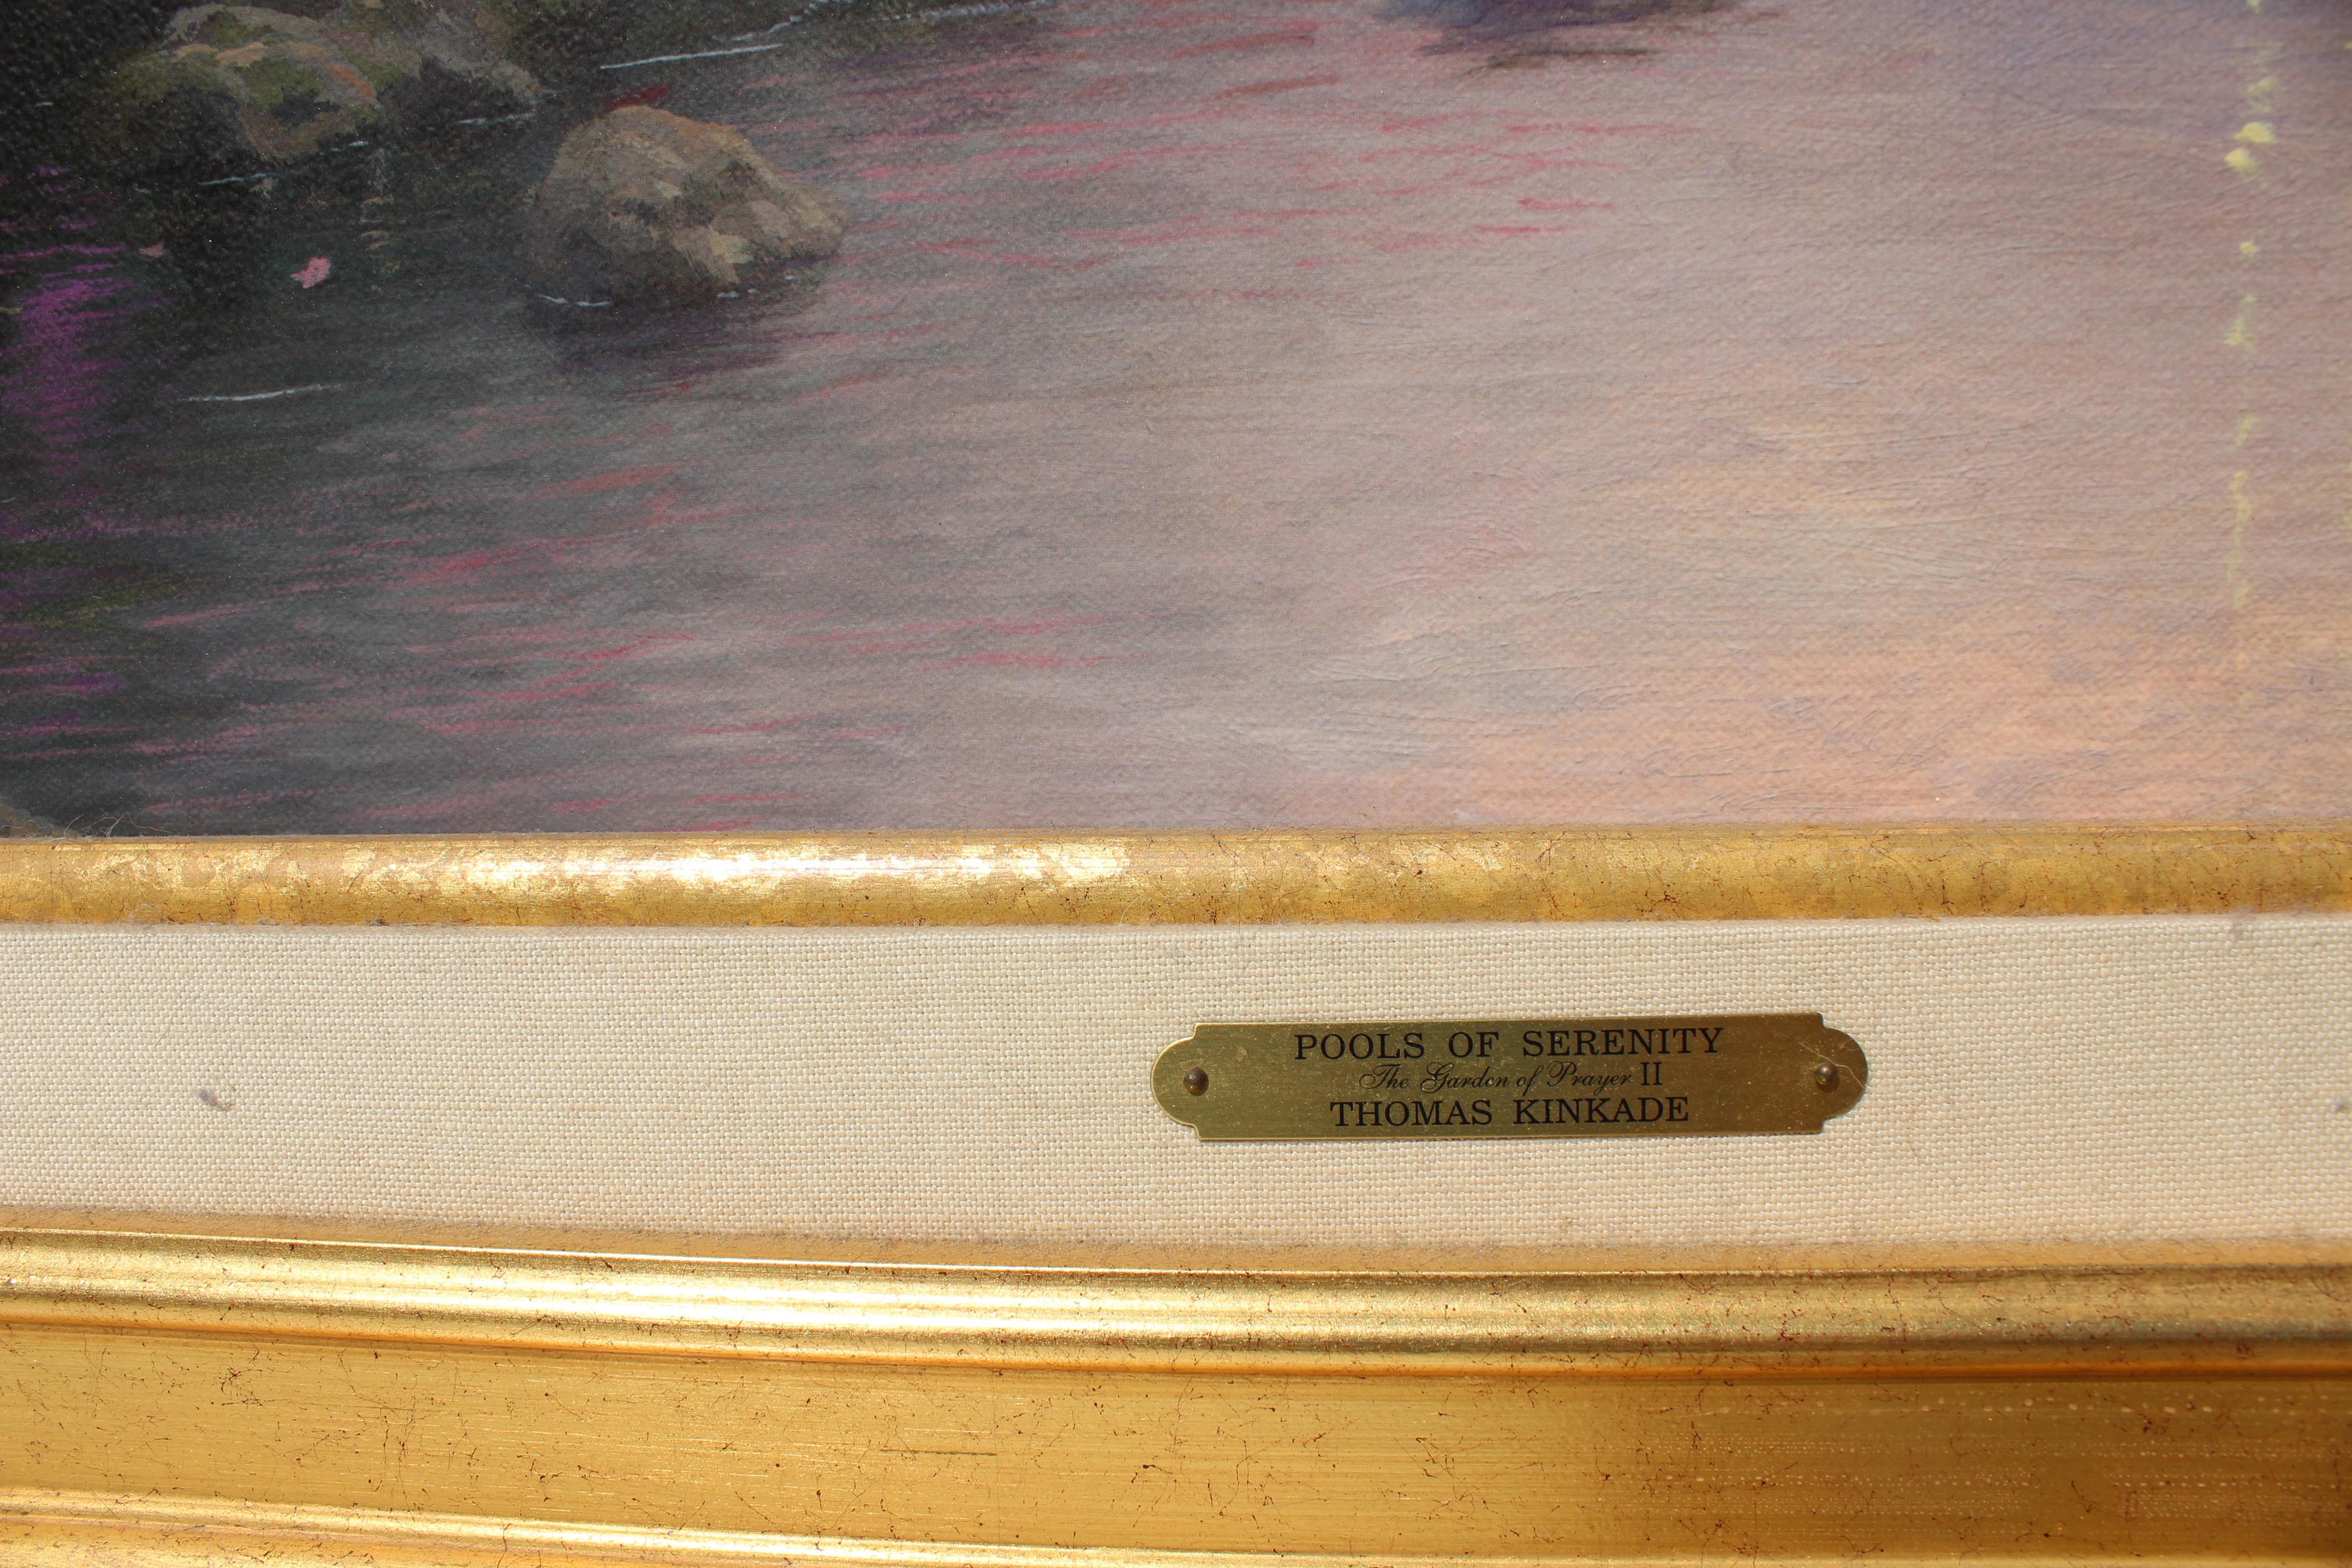 POOLS OF SERENITY
The Garden of Prayer II
THOMAS KINKADE